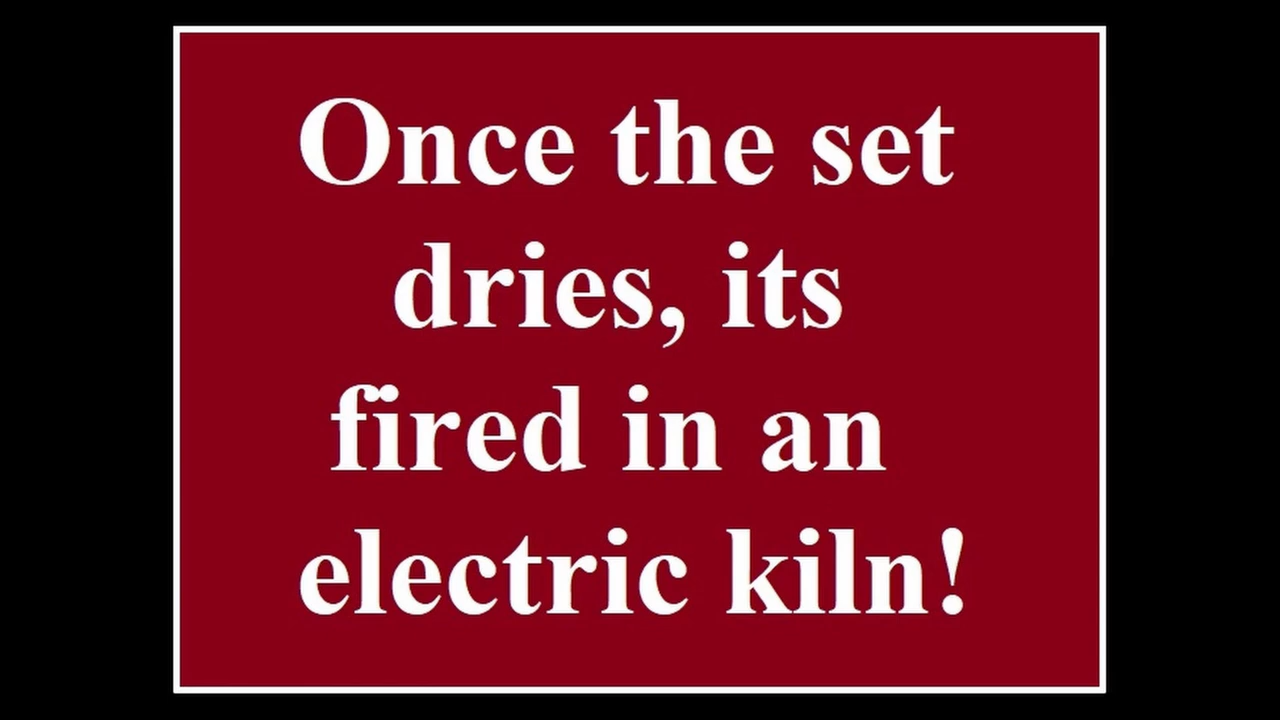 Once the set
dries, its
fired in an
electric kiln!